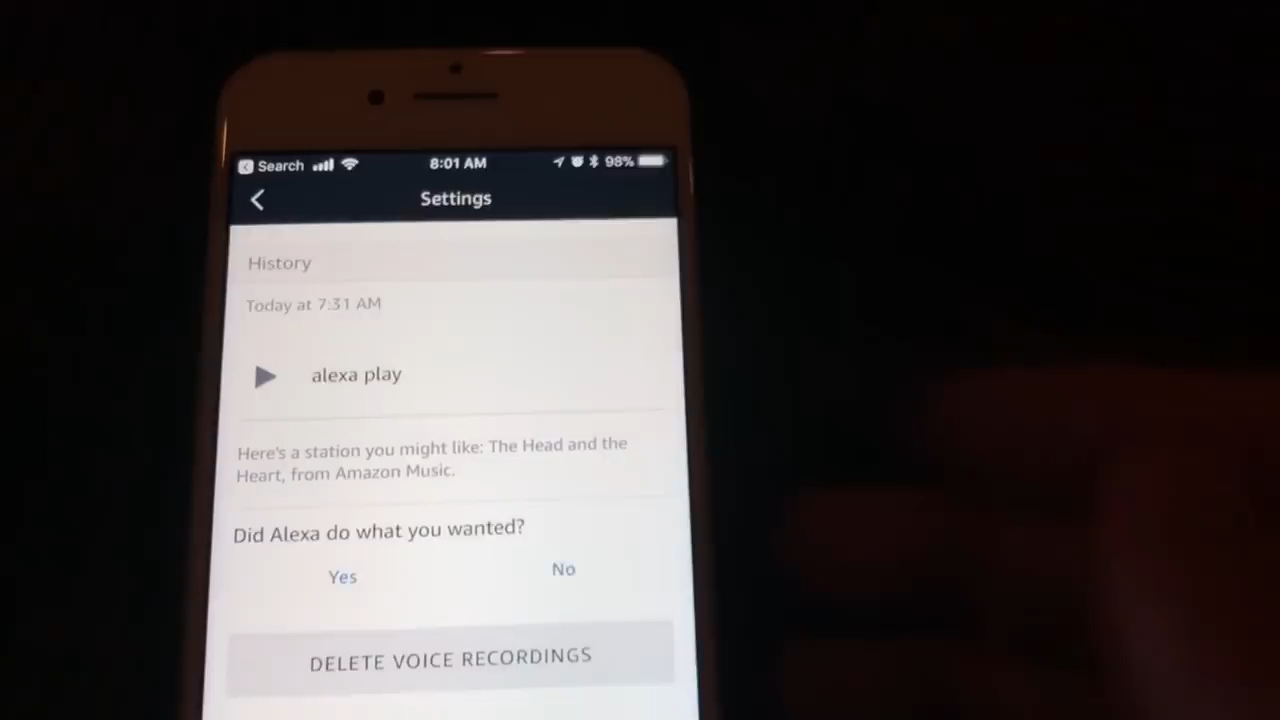 Search 8:01 AM 98%
Settings
History
Today at 7:31 AM
alexa play
Here's a station you might like: The Head and the
Heart, from Amazon Music.
Did Alexa do what you wanted?
Yes No
DELETE VOICE RECORDINGS